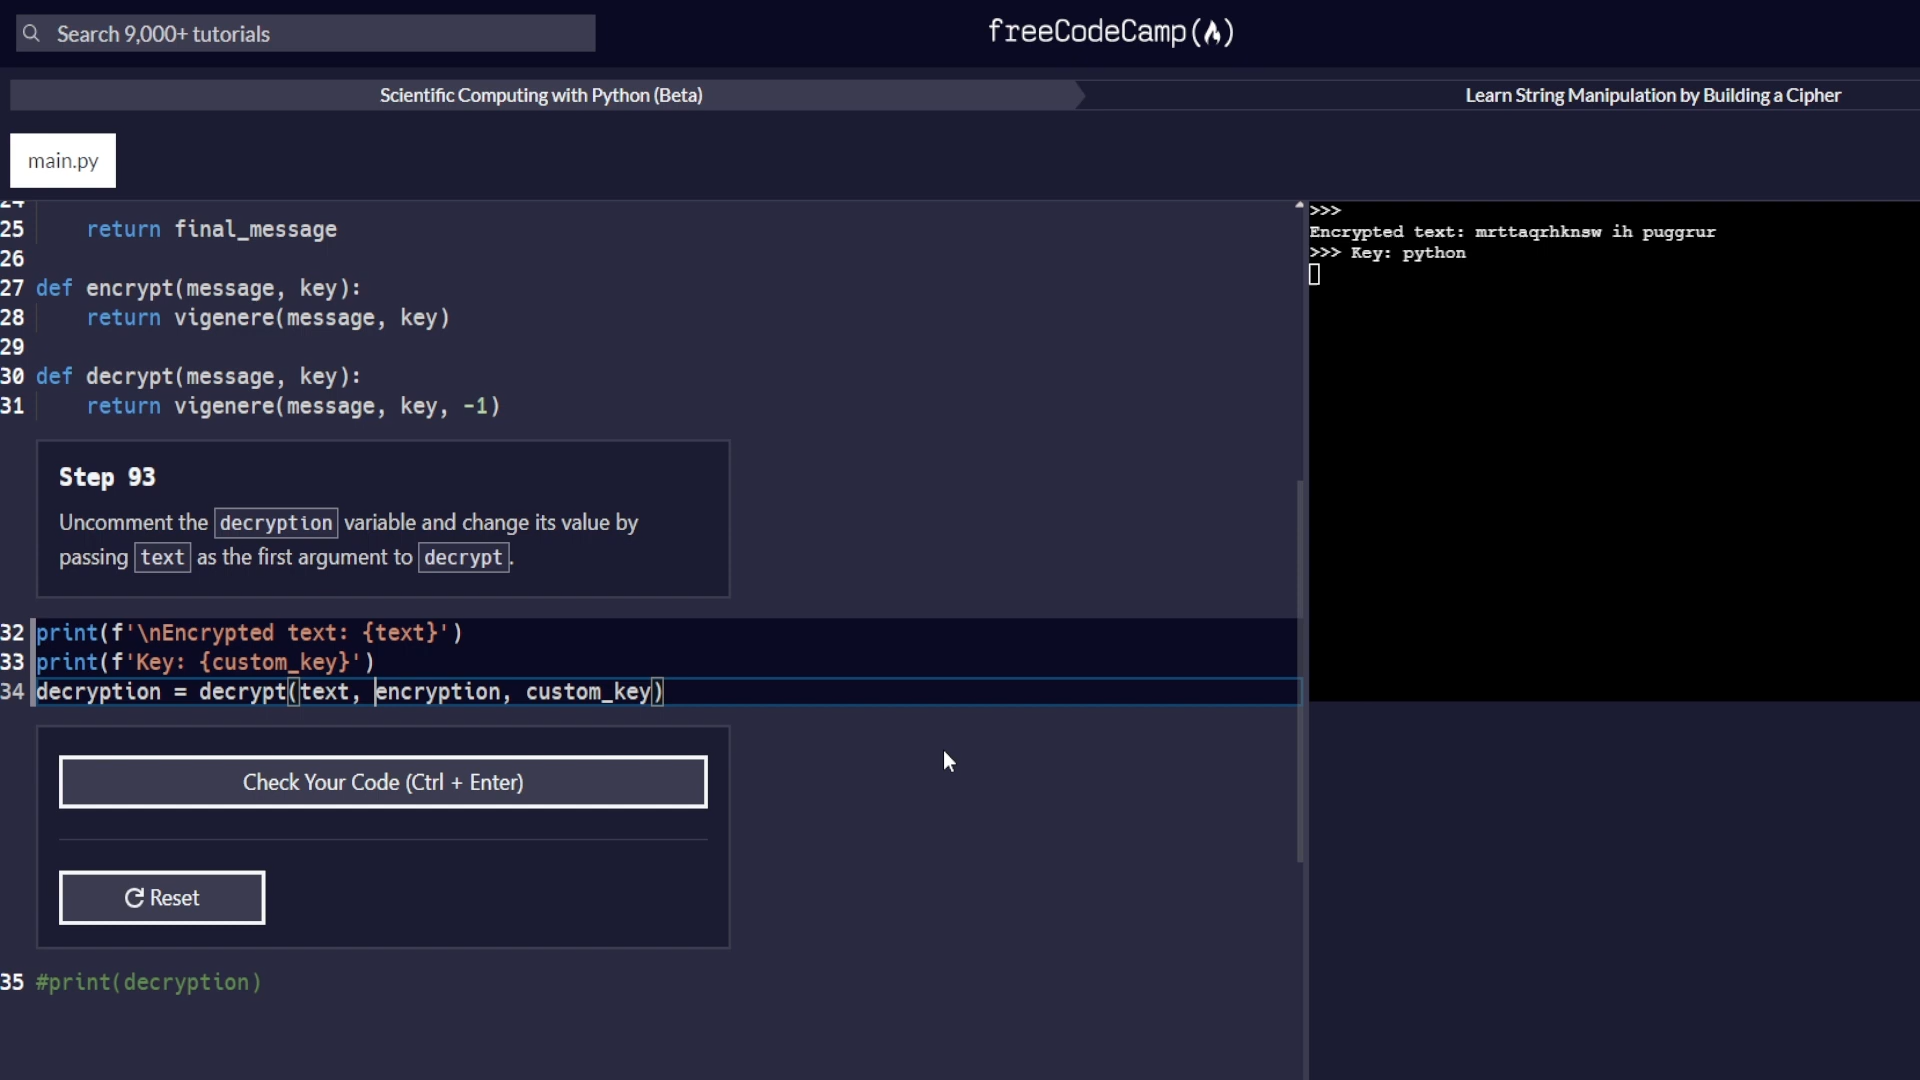 Search 9,000+ tutorials
freeCodeCamp(🔥)
Scientific Computing with Python (Beta)
Learn String Manipulation by Building a Cipher
main.py
24
25 return final_message
26
27 def encrypt(message, key):
28 return vigenere(message, key)
29
30 def decrypt(message, key):
31 return vigenere(message, key, -1)
Step 93
Uncomment the decryption variable and change its value by
passing text as the first argument to decrypt.
32 print(f'\nEncrypted text: {text}')
33 print(f'Key: {custom_key}')
34 decryption = decrypt(text, encryption, custom_key)
Check Your Code (Ctrl + Enter)
Reset
35 #print(decryption)
>>>
Encrypted text: mrttaqrhknsw ih puggrur
>>> Key: python